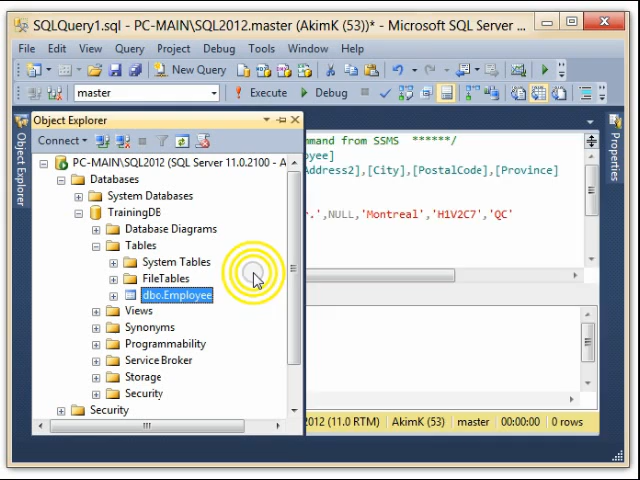 SQLQuery1.sql - PC-MAIN\SQL2012.master (AkimK (53))* - Microsoft SQL Server ...
File Edit View Query Project Debug Tools Window Help
New Query
master Execute Debug
Object Explorer
Connect
PC-MAIN\SQL2012 (SQL Server 11.0.2100 - A
Databases
System Databases
TrainingDB
Database Diagrams
Tables
System Tables
FileTables
dbo.Employee
Views
Synonyms
Programmability
Service Broker
Storage
Security
Security
Object Explorer
mmand from SSMS ******/
oyee]
ddress2],[City],[PostalCode],[Province]
.',NULL,'Montreal','H1V2C7','QC'
2012 (11.0 RTM) AkimK (53) master 00:00:00 0 rows
Properties